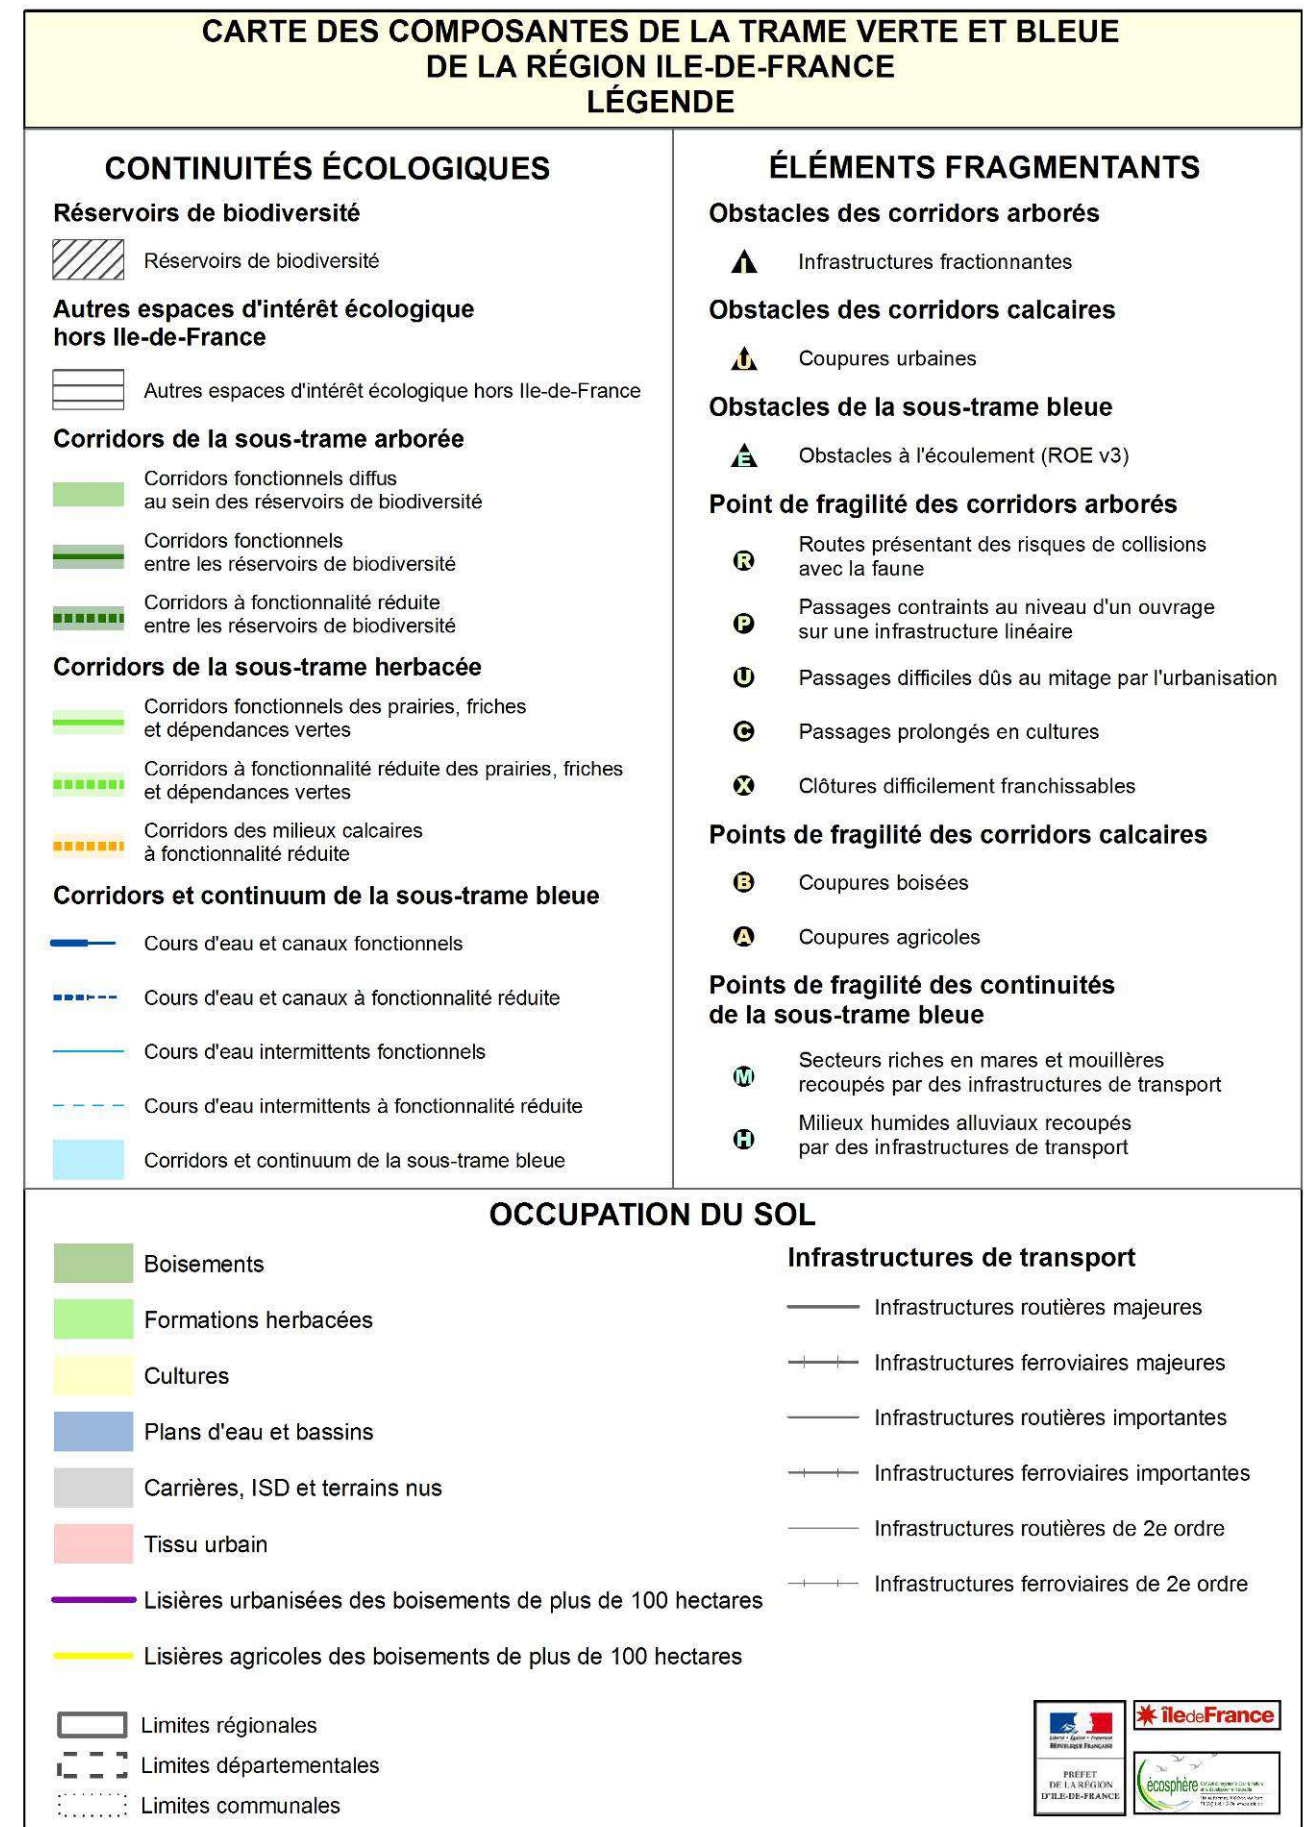 CARTE DES COMPOSANTES DE LA TRAME VERTE ET BLEUE
DE LA RÉGION ILE-DE-FRANCE
LÉGENDE
CONTINUITÉS ÉCOLOGIQUES
Réservoirs de biodiversité
Réservoirs de biodiversité
Autres espaces d'intérêt écologique
hors Ile-de-France
Autres espaces d'intérêt écologique hors Ile-de-France
Corridors de la sous-trame arborée
Corridors fonctionnels diffus
au sein des réservoirs de biodiversité
Corridors fonctionnels
entre les réservoirs de biodiversité
Corridors à fonctionnalité réduite
entre les réservoirs de biodiversité
Corridors de la sous-trame herbacée
Corridors fonctionnels des prairies, friches
et dépendances vertes
Corridors à fonctionnalité réduite des prairies, friches
et dépendances vertes
Corridors des milieux calcaires
à fonctionnalité réduite
Corridors et continuum de la sous-trame bleue
Cours d'eau et canaux fonctionnels
Cours d'eau et canaux à fonctionnalité réduite
Cours d'eau intermittents fonctionnels
Cours d'eau intermittents à fonctionnalité réduite
Corridors et continuum de la sous-trame bleue
ÉLÉMENTS FRAGMENTANTS
Obstacles des corridors arborés
I Infrastructures fractionnantes
Obstacles des corridors calcaires
U Coupures urbaines
Obstacles de la sous-trame bleue
E Obstacles à l'écoulement (ROE v3)
Point de fragilité des corridors arborés
R Routes présentant des risques de collisions
avec la faune
P Passages contraints au niveau d'un ouvrage
sur une infrastructure linéaire
U Passages difficiles dûs au mitage par l'urbanisation
C Passages prolongés en cultures
X Clôtures difficilement franchissables
Points de fragilité des corridors calcaires
B Coupures boisées
A Coupures agricoles
Points de fragilité des continuités
de la sous-trame bleue
M Secteurs riches en mares et mouillères
recoupés par des infrastructures de transport
H Milieux humides alluviaux recoupés
par des infrastructures de transport
OCCUPATION DU SOL
Boisements
Formations herbacées
Cultures
Plans d'eau et bassins
Carrières, ISD et terrains nus
Tissu urbain
Lisières urbanisées des boisements de plus de 100 hectares
Lisières agricoles des boisements de plus de 100 hectares
Limites régionales
Limites départementales
Limites communales
Infrastructures de transport
Infrastructures routières majeures
Infrastructures ferroviaires majeures
Infrastructures routières importantes
Infrastructures ferroviaires importantes
Infrastructures routières de 2e ordre
Infrastructures ferroviaires de 2e ordre
Liberté • Égalité • Fraternité
RÉPUBLIQUE FRANÇAISE
PRÉFET
DE LA RÉGION
D'ILE-DE-FRANCE
îledeFrance
écosphère